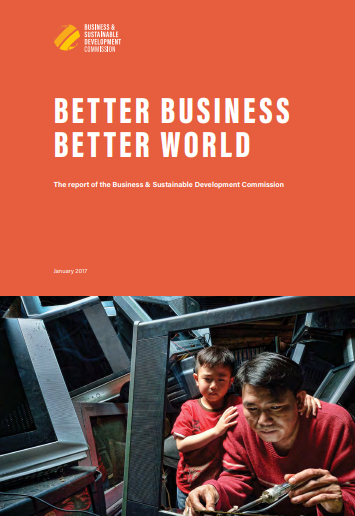 BUSINESS &
SUSTAINABLE
DEVELOPMENT
COMMISSION
BETTER BUSINESS
BETTER WORLD
The report of the Business & Sustainable Development Commission
January 2017